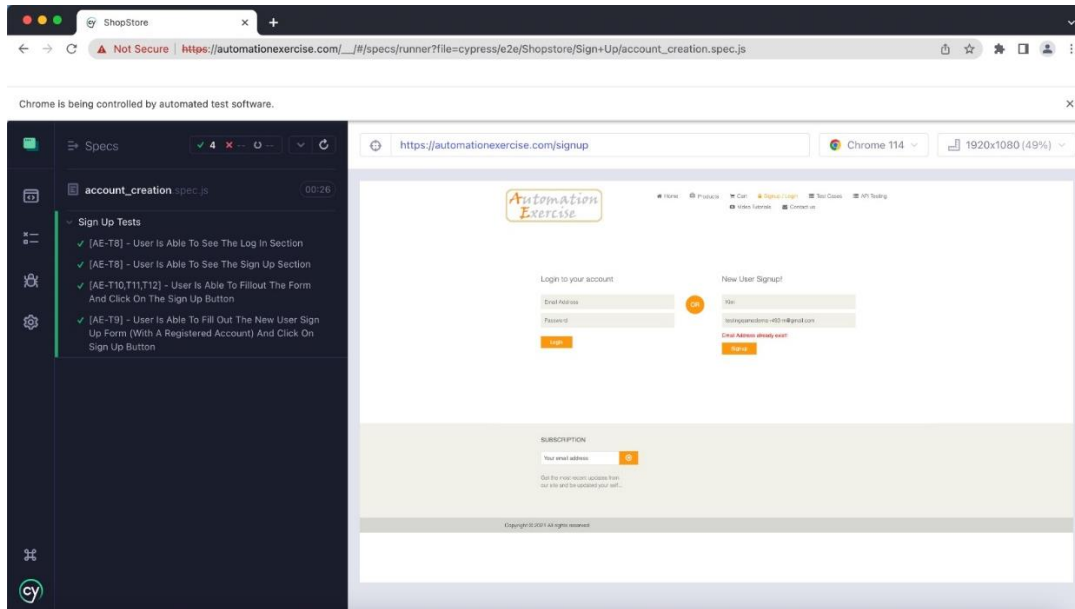 ShopStore
Not Secure | https://automationexercise.com/__/#/specs/runner?file=cypress/e2e/Shopstore/Sign+Up/account_creation.spec.js
Chrome is being controlled by automated test software.
Specs
4 -- --
https://automationexercise.com/signup
Chrome 114
1920x1080 (49%)
account_creation.spec.js 00:26
Sign Up Tests
[AE-T8] - User Is Able To See The Log In Section
[AE-T8] - User Is Able To See The Sign Up Section
[AE-T10,T11,T12] - User Is Able To Fillout The Form
And Click On The Sign Up Button
[AE-T9] - User Is Able To Fill Out The New User Sign
Up Form (With A Registered Account) And Click On
Sign Up Button
Automation
Exercise
Home Products Cart Signup / Login Test Cases API Testing
Video Tutorials Contact us
Login to your account
Email Address
Password
Login
OR
New User Signup!
Email Address already exist!
Signup
SUBSCRIPTION
Your email address
Get the most recent updates from
our site and be updated your self...
Copyright © 2021 All rights reserved
cy